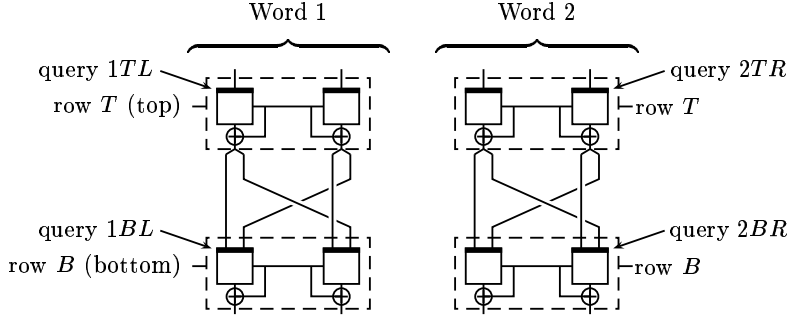 Word 1 Word 2
query 1TL query 2TR
row T (top) row T
query 1BL query 2BR
row B (bottom) row B